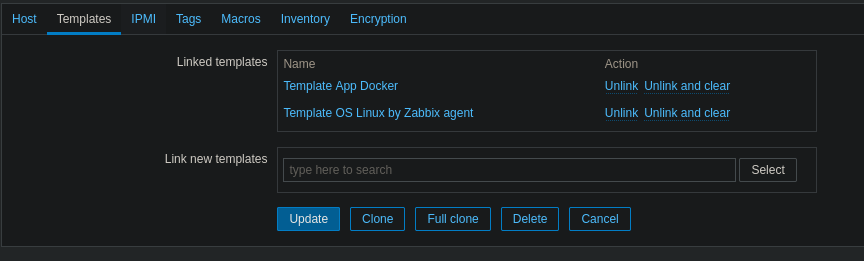 Host Templates IPMI Tags Macros Inventory Encryption
Linked templates Name Action
Template App Docker Unlink Unlink and clear
Template OS Linux by Zabbix agent Unlink Unlink and clear
Link new templates type here to search Select
Update Clone Full clone Delete Cancel